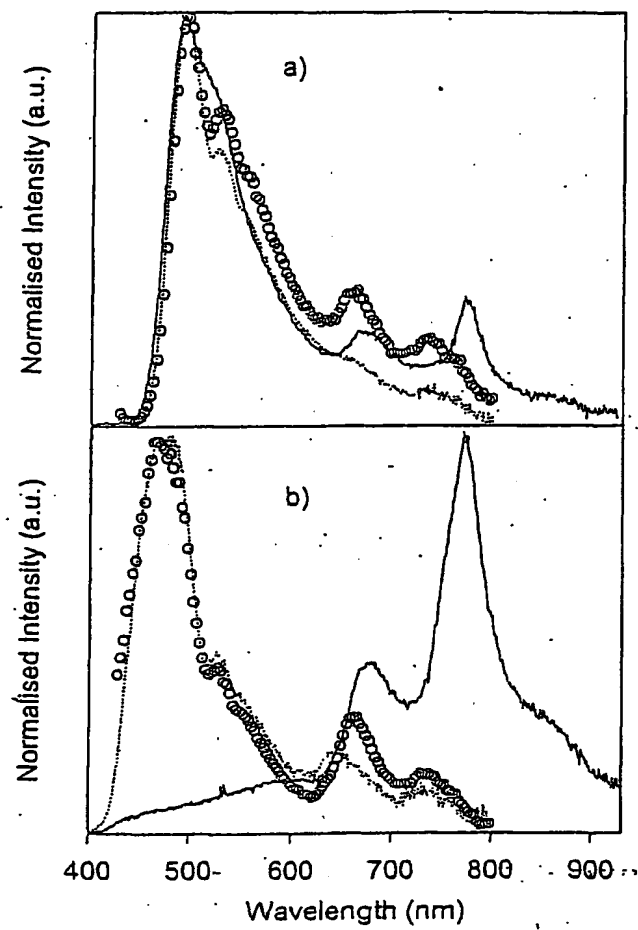 a)
Normalised Intensity (a.u.)
b)
Normalised Intensity (a.u.)
400 500 600 700 800 900
Wavelength (nm)